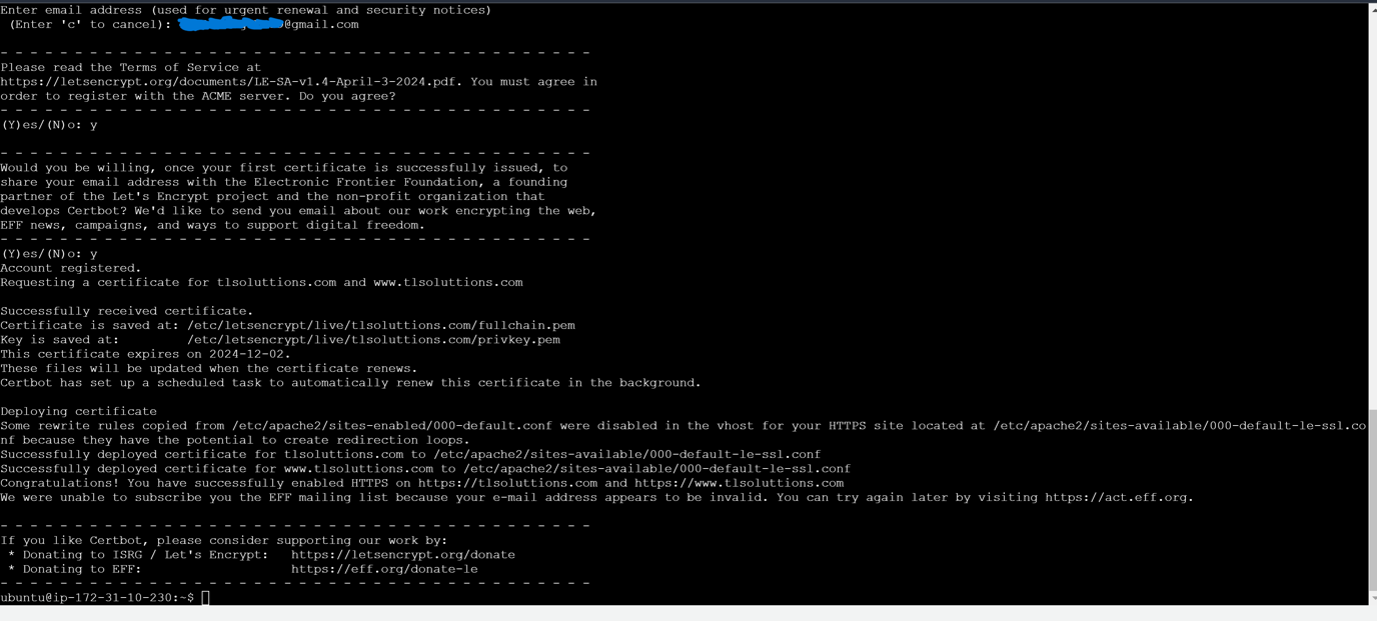 Enter email address (used for urgent renewal and security notices)
(Enter 'c' to cancel): @gmail.com
- - - - - - - - - - - - - - - - - - - - - - - - - - - - - - - - - - - - - - - -
Please read the Terms of Service at
https://letsencrypt.org/documents/LE-SA-v1.4-April-3-2024.pdf. You must agree in
order to register with the ACME server. Do you agree?
- - - - - - - - - - - - - - - - - - - - - - - - - - - - - - - - - - - - - - - -
(Y)es/(N)o: y
- - - - - - - - - - - - - - - - - - - - - - - - - - - - - - - - - - - - - - - -
Would you be willing, once your first certificate is successfully issued, to
share your email address with the Electronic Frontier Foundation, a founding
partner of the Let's Encrypt project and the non-profit organization that
develops Certbot? We'd like to send you email about our work encrypting the web,
EFF news, campaigns, and ways to support digital freedom.
- - - - - - - - - - - - - - - - - - - - - - - - - - - - - - - - - - - - - - - -
(Y)es/(N)o: y
Account registered.
Requesting a certificate for tlsoluttions.com and www.tlsoluttions.com
Successfully received certificate.
Certificate is saved at: /etc/letsencrypt/live/tlsoluttions.com/fullchain.pem
Key is saved at: /etc/letsencrypt/live/tlsoluttions.com/privkey.pem
This certificate expires on 2024-12-02.
These files will be updated when the certificate renews.
Certbot has set up a scheduled task to automatically renew this certificate in the background.
Deploying certificate
Some rewrite rules copied from /etc/apache2/sites-enabled/000-default.conf were disabled in the vhost for your HTTPS site located at /etc/apache2/sites-available/000-default-le-ssl.co
nf because they have the potential to create redirection loops.
Successfully deployed certificate for tlsoluttions.com to /etc/apache2/sites-available/000-default-le-ssl.conf
Successfully deployed certificate for www.tlsoluttions.com to /etc/apache2/sites-available/000-default-le-ssl.conf
Congratulations! You have successfully enabled HTTPS on https://tlsoluttions.com and https://www.tlsoluttions.com
We were unable to subscribe you the EFF mailing list because your e-mail address appears to be invalid. You can try again later by visiting https://act.eff.org.
- - - - - - - - - - - - - - - - - - - - - - - - - - - - - - - - - - - - - - - -
If you like Certbot, please consider supporting our work by:
* Donating to ISRG / Let's Encrypt: https://letsencrypt.org/donate
* Donating to EFF: https://eff.org/donate-le
- - - - - - - - - - - - - - - - - - - - - - - - - - - - - - - - - - - - - - - -
ubuntu@ip-172-31-10-230:~$